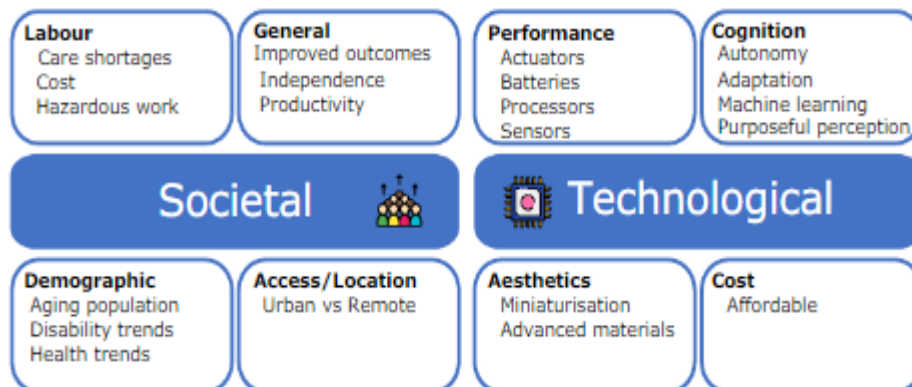 Labour
Care shortages
Cost
Hazardous work
General
Improved outcomes
Independence
Productivity
Performance
Actuators
Batteries
Processors
Sensors
Cognition
Autonomy
Adaptation
Machine learning
Purposeful perception
Societal
Technological
Demographic
Aging population
Disability trends
Health trends
Access/Location
Urban vs Remote
Aesthetics
Miniaturisation
Advanced materials
Cost
Affordable